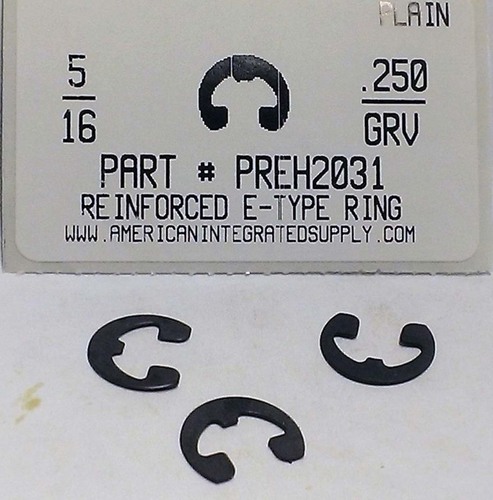 PLAIN
5/16
.250 GRV
PART # PREH2031
REINFORCED E-TYPE RING
WWW.AMERICANINTEGRATEDSUPPLY.COM